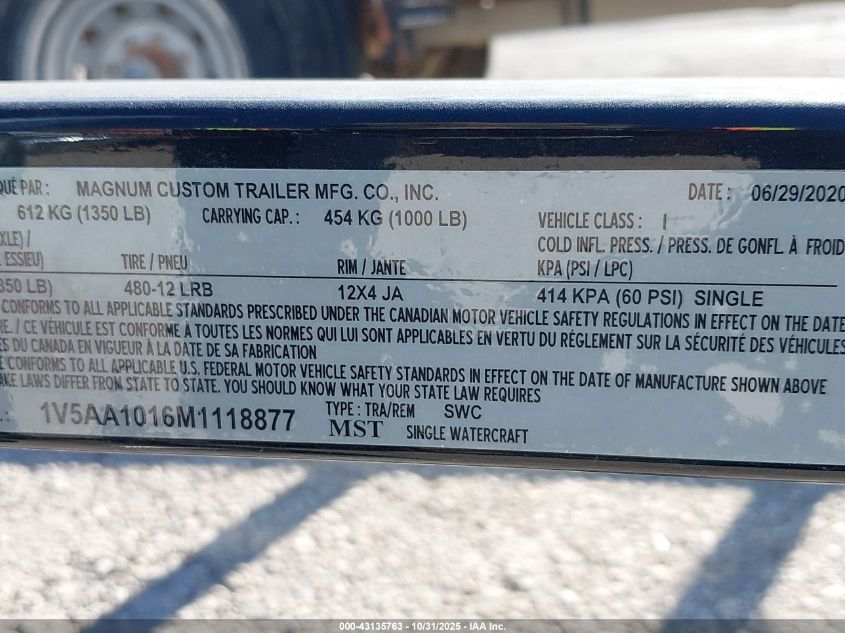 QUÉ PAR : MAGNUM CUSTOM TRAILER MFG. CO., INC. DATE : 06/29/2020
612 KG (1350 LB) CARRYING CAP. : 454 KG (1000 LB) VEHICLE CLASS : I
XLE) / COLD INFL. PRESS. / PRESS. DE GONFL. À FROID
ESSIEU) TIRE / PNEU RIM / JANTE KPA (PSI / LPC)
350 LB) 480-12 LRB 12X4 JA 414 KPA (60 PSI) SINGLE
CONFORMS TO ALL APPLICABLE STANDARDS PRESCRIBED UNDER THE CANADIAN MOTOR VEHICLE SAFETY REGULATIONS IN EFFECT ON THE DATE
RE. / CE VÉHICULE EST CONFORME À TOUTES LES NORMES QUI LUI SONT APPLICABLES EN VERTU DU RÉGLEMENT SUR LA SÉCURITÉ DES VÉHICULES
ES DU CANADA EN VIGUEUR À LA DATE DE SA FABRICATION
CONFORMS TO ALL APPLICABLE U.S. FEDERAL MOTOR VEHICLE SAFETY STANDARDS IN EFFECT ON THE DATE OF MANUFACTURE SHOWN ABOVE
AKE LAWS DIFFER FROM STATE TO STATE. YOU SHOULD KNOW WHAT YOUR STATE LAW REQUIRES
.: 1V5AA1016M1118877 TYPE : TRA/REM SWC
MST SINGLE WATERCRAFT
000-43135763 - 10/31/2025 - IAA Inc.